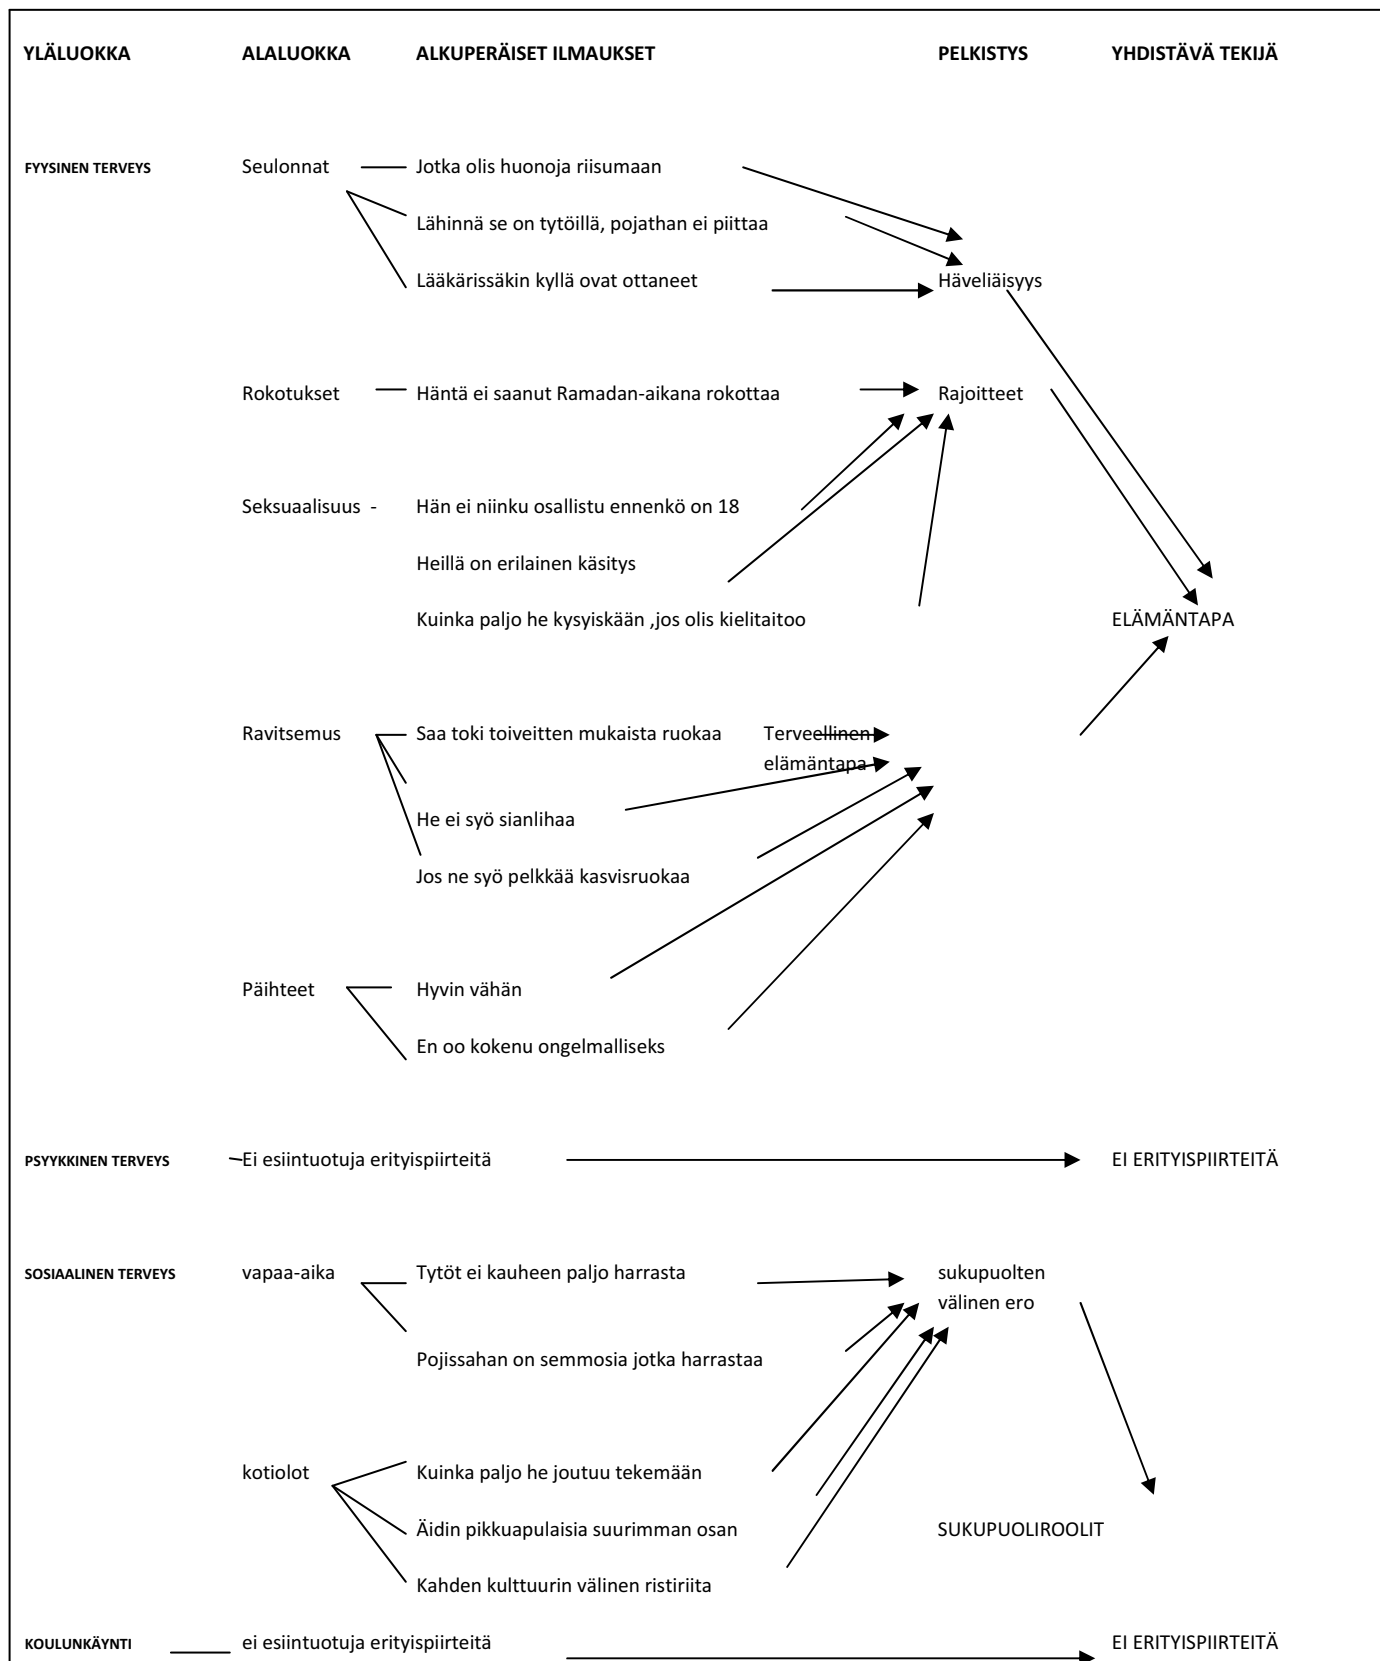 YLÄLUOKKA ALALUOKKA ALKUPERÄISET ILMAUKSET PELKISTYS YHDISTÄVÄ TEKIJÄ
FYYSINEN TERVEYS Seulonnat Jotka olis huonoja riisumaan
Lähinnä se on tytöillä, pojathan ei piittaa
Lääkärissäkin kyllä ovat ottaneet Häveliäisyys
Rokotukset Häntä ei saanut Ramadan-aikana rokottaa Rajoitteet
Seksuaalisuus - Hän ei niinku osallistu ennenkö on 18
Heillä on erilainen käsitys
Kuinka paljo he kysyiskään ,jos olis kielitaitoo ELÄMÄNTAPA
Ravitsemus Saa toki toiveitten mukaista ruokaa Terveellinen
elämäntapa
He ei syö sianlihaa
Jos ne syö pelkkää kasvisruokaa
Päihteet Hyvin vähän
En oo kokenu ongelmalliseks
PSYYKKINEN TERVEYS Ei esiintuotuja erityispiirteitä EI ERITYISPIIRTEITÄ
SOSIAALINEN TERVEYS vapaa-aika Tytöt ei kauheen paljo harrasta sukupuolten
välinen ero
Pojissahan on semmosia jotka harrastaa
kotiolot Kuinka paljo he joutuu tekemään
Äidin pikkuapulaisia suurimman osan SUKUPUOLIROOLIT
Kahden kulttuurin välinen ristiriita
KOULUNKÄYNTI ei esiintuotuja erityispiirteitä EI ERITYISPIIRTEITÄ